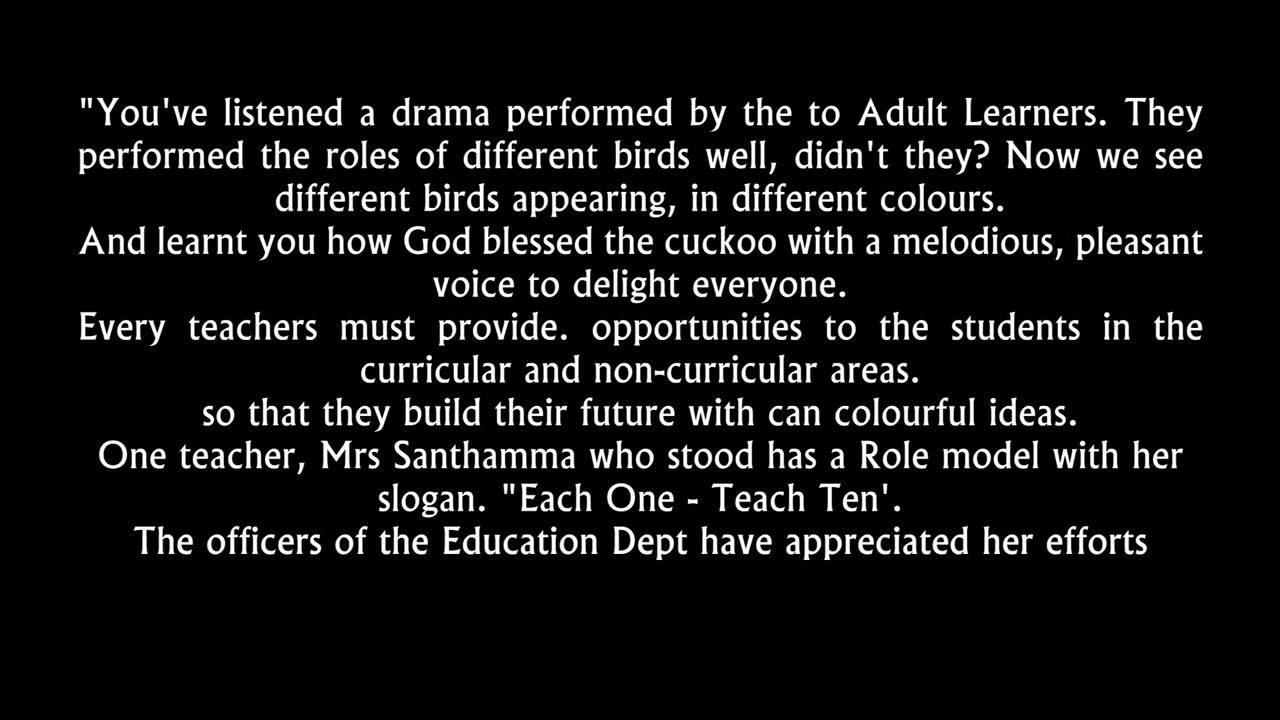 "You've listened a drama performed by the to Adult Learners. They
performed the roles of different birds well, didn't they? Now we see
different birds appearing, in different colours.
And learnt you how God blessed the cuckoo with a melodious, pleasant
voice to delight everyone.
Every teachers must provide. opportunities to the students in the
curricular and non-curricular areas.
so that they build their future with can colourful ideas.
One teacher, Mrs Santhamma who stood has a Role model with her
slogan. "Each One - Teach Ten'.
The officers of the Education Dept have appreciated her efforts